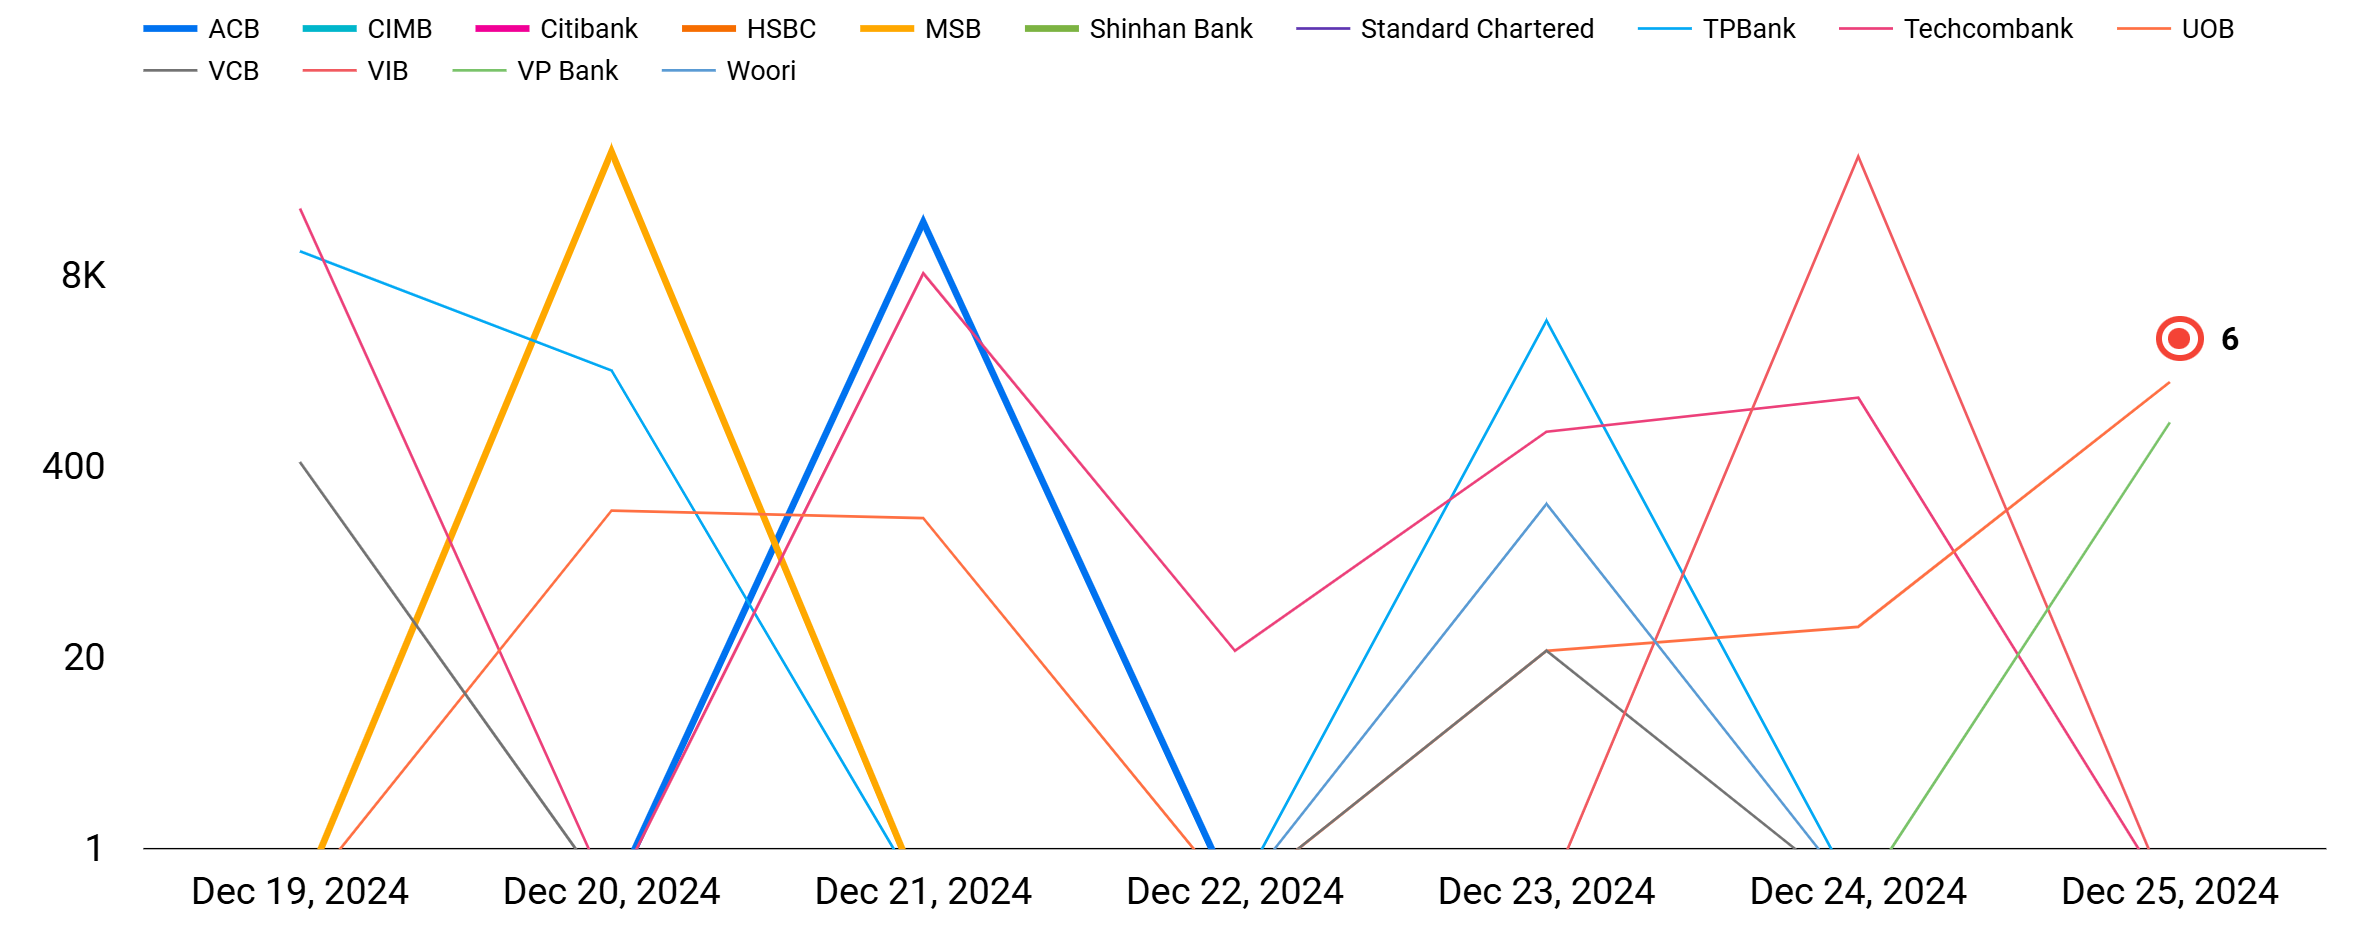 ACB CIMB Citibank HSBC MSB Shinhan Bank Standard Chartered TPBank Techcombank UOB
VCB VIB VP Bank Woori
8K
6
400
20
1
Dec 19, 2024 Dec 20, 2024 Dec 21, 2024 Dec 22, 2024 Dec 23, 2024 Dec 24, 2024 Dec 25, 2024